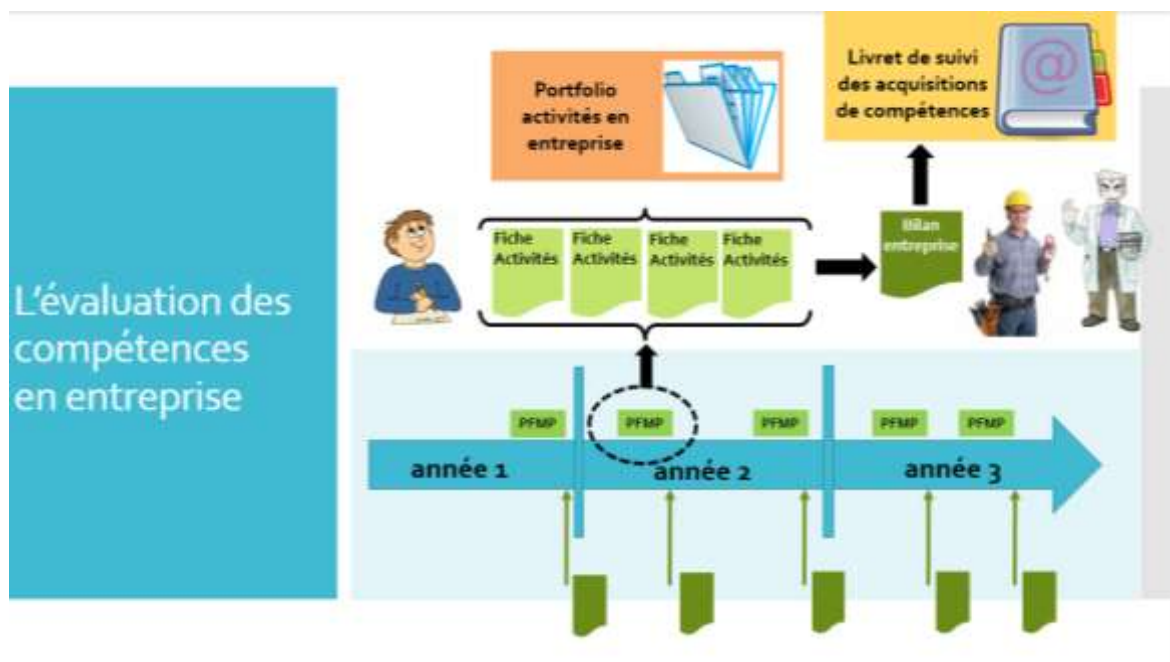 L'évaluation des
compétences
en entreprise
Portfolio
activités en
entreprise
Livret de suivi
des acquisitions
de compétences
@
Fiche
Activités
Fiche
Activités
Fiche
Activités
Fiche
Activités
Bilan
entreprise
PFMP
PFMP
PFMP
PFMP
PFMP
année 1
année 2
année 3